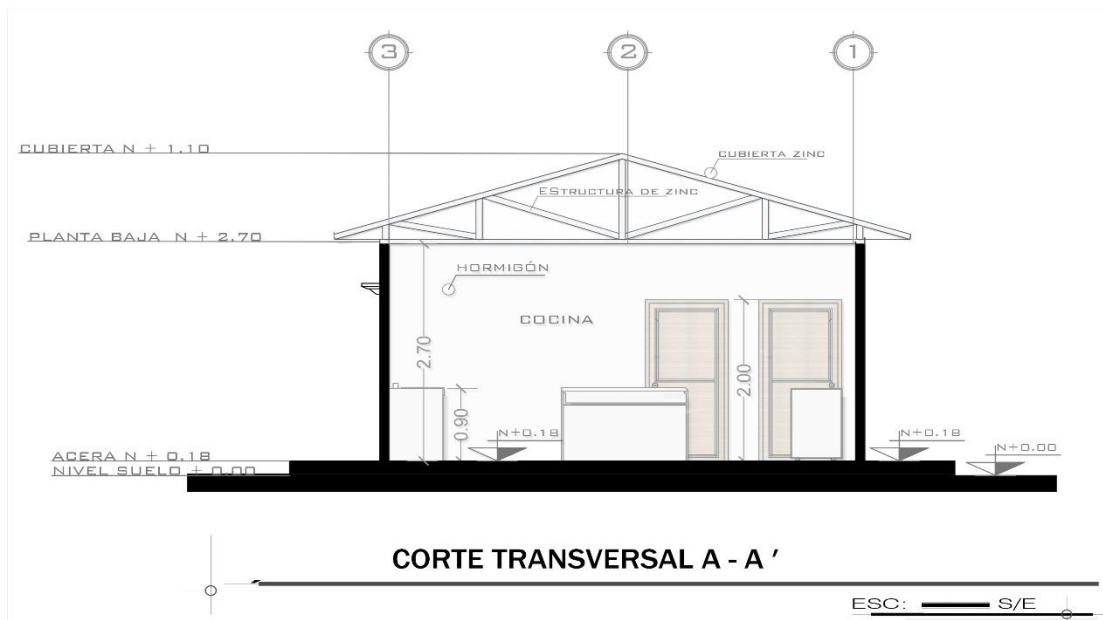 3 2 1
CUBIERTA N + 1.10
CUBIERTA ZINC
ESTRUCTURA DE ZINC
PLANTA BAJA N + 2.70
HORMIGÓN
COCINA
2.70
2.00
0.90
N+0.18
N+0.18
N+0.00
ACERA N + 0.18
NIVEL SUELO + 0.00
CORTE TRANSVERSAL A - A '
ESC: S/E